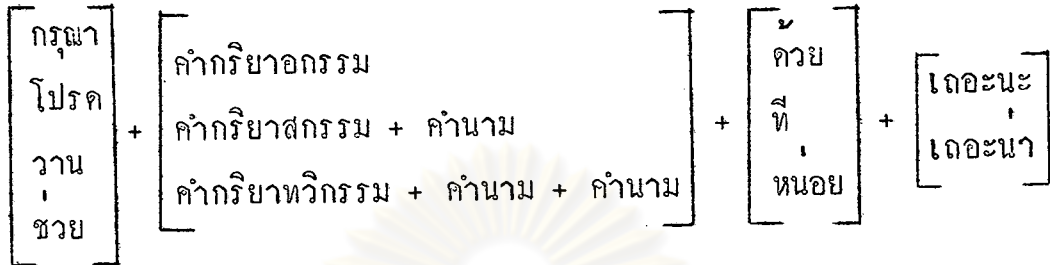 กรุณา
โปรด
วาน
ช่วย
+
คำกริยาอกรรม
คำกริยาสกรรม + คำนาม
คำกริยาทวิกรรม + คำนาม + คำนาม
+
ด้วย
ที
หน่อย
+
เถอะนะ
เถอะน่า